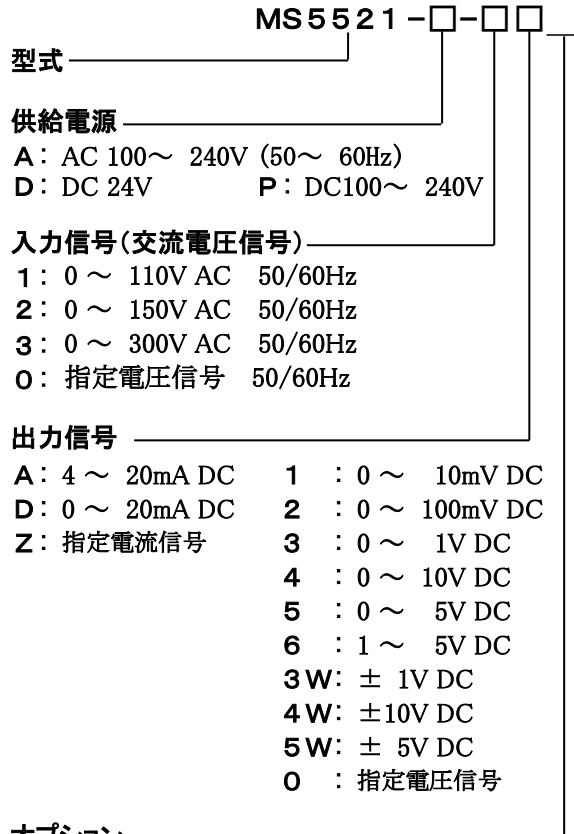 MS5521-□-□□
型式
供給電源
A： AC 100～ 240V (50～ 60Hz)
D： DC 24V P： DC100～ 240V
入力信号(交流電圧信号)
1： 0 ～ 110V AC 50/60Hz
2： 0 ～ 150V AC 50/60Hz
3： 0 ～ 300V AC 50/60Hz
0： 指定電圧信号 50/60Hz
出力信号
A： 4 ～ 20mA DC 1 ：0 ～ 10mV DC
D： 0 ～ 20mA DC 2 ：0 ～ 100mV DC
Z： 指定電流信号 3 ：0 ～ 1V DC
4 ：0 ～ 10V DC
5 ：0 ～ 5V DC
6 ：1 ～ 5V DC
3W： ± 1V DC
4W： ±10V DC
5W： ± 5V DC
0 ：指定電圧信号
オプション